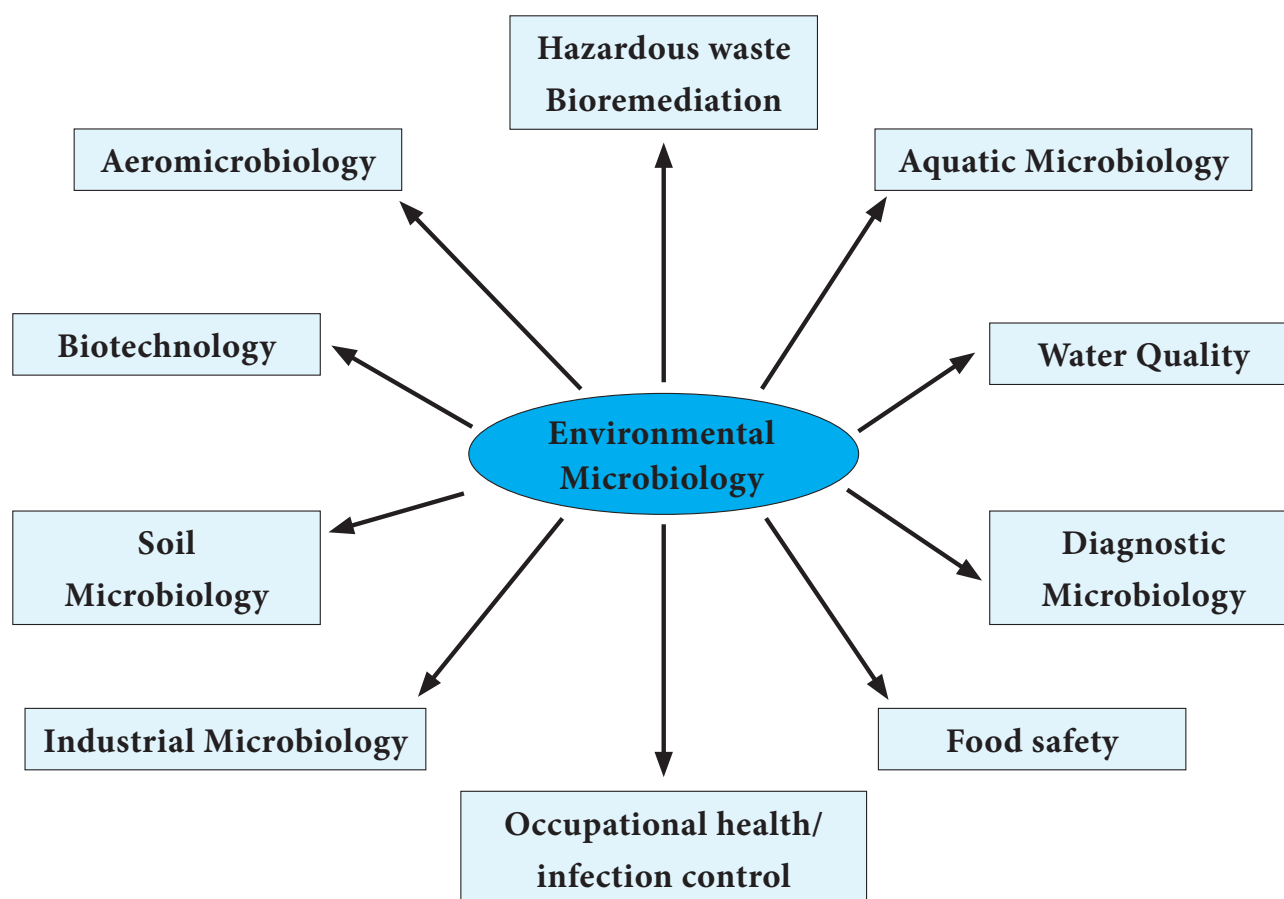 Hazardous waste
Bioremediation
Aeromicrobiology
Aquatic Microbiology
Biotechnology
Water Quality
Environmental
Microbiology
Soil
Microbiology
Diagnostic
Microbiology
Industrial Microbiology
Food safety
Occupational health/
infection control